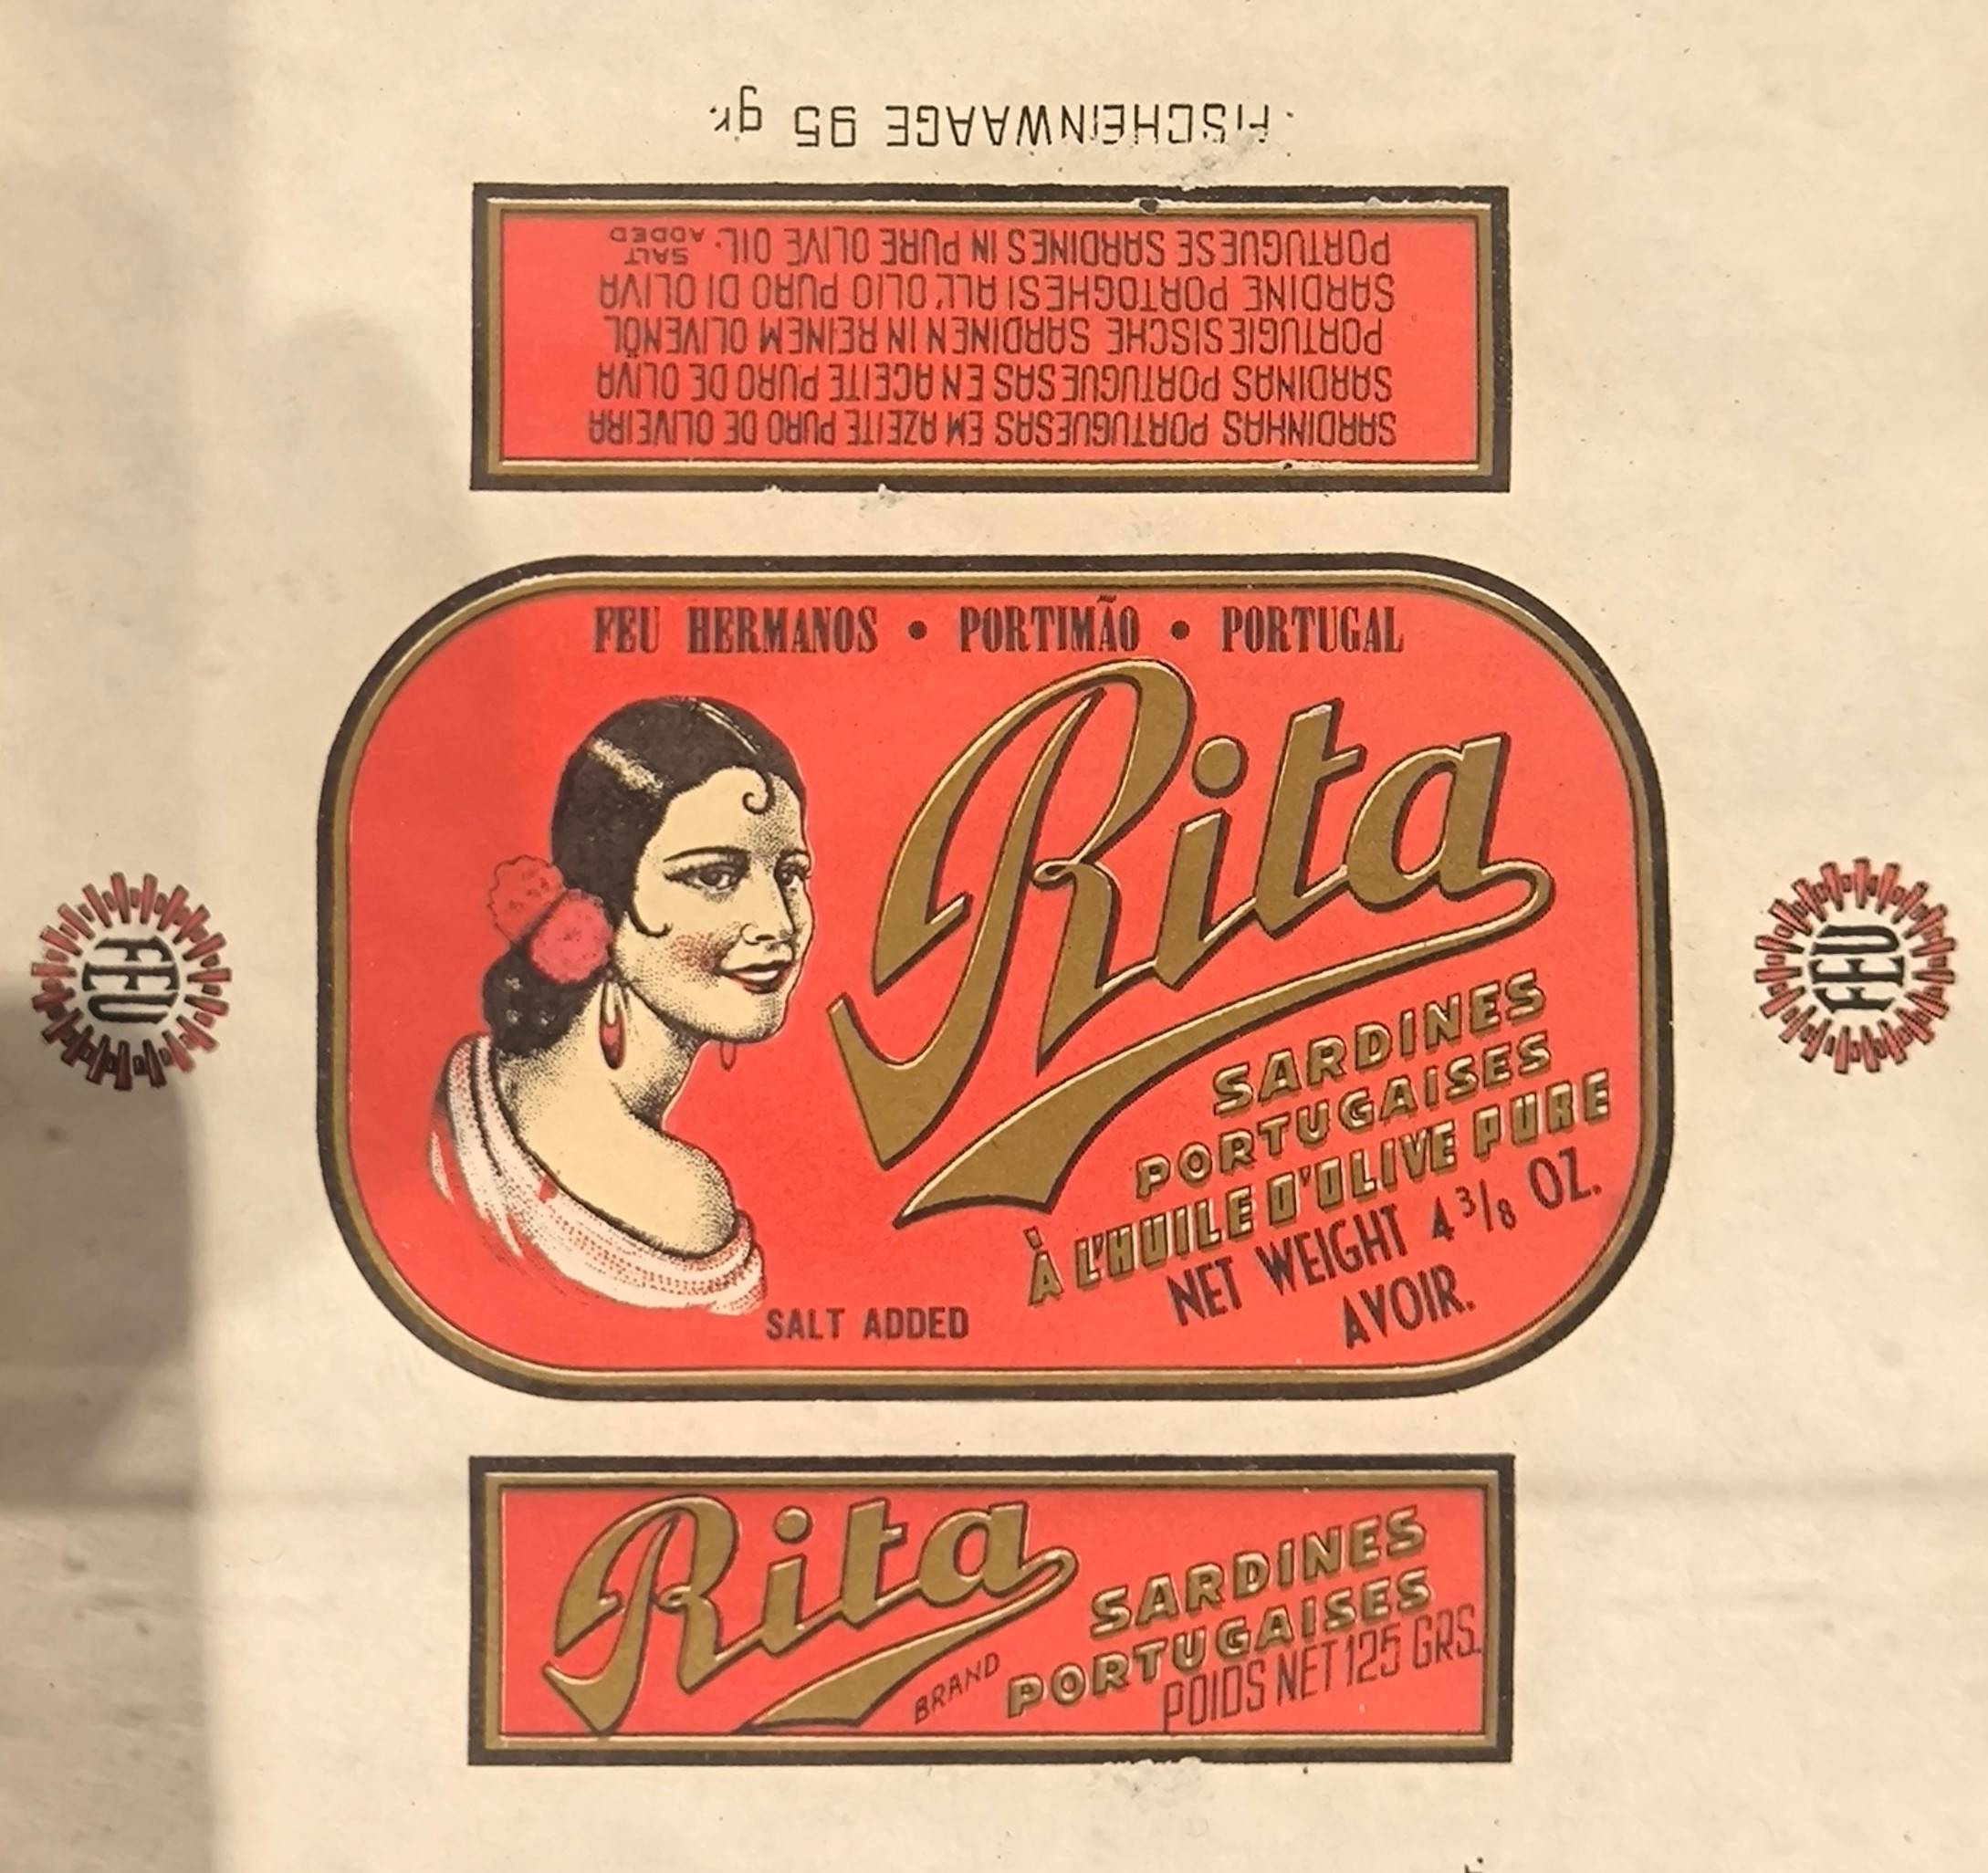 FISCHEINWAAGE 95 gr.
SARDINHAS PORTUGUESAS EM AZEITE PURO DE OLIVEIRA
SARDINAS PORTUGUESAS EN ACEITE PURO DE OLIVA
PORTUGIESISCHE SARDINEN IN REINEM OLIVENÖL
SARDINE PORTOGHESI ALL'OLIO PURO DI OLIVA
PORTUGUESE SARDINES IN PURE OLIVE OIL. SALT ADDED
FEU HERMANOS • PORTIMÃO • PORTUGAL
Rita
SARDINES
PORTUGAISES
À L'HUILE D'OLIVE PURE
NET WEIGHT 4 3/8 OZ.
AVOIR.
SALT ADDED
FEU
FEU
Rita
BRAND
SARDINES
PORTUGAISES
POIDS NET 125 GRS.